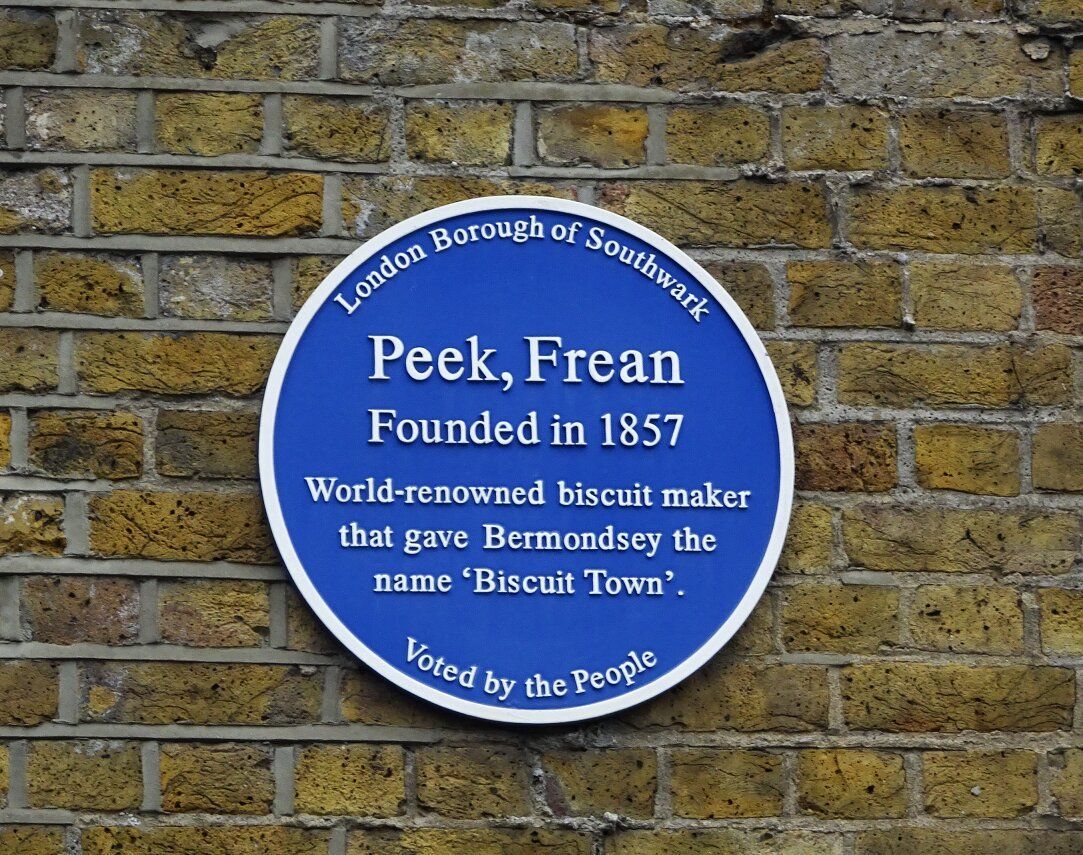 London Borough of Southwark
Peek, Frean
Founded in 1857
World-renowned biscuit maker
that gave Bermondsey the
name ‘Biscuit Town’.
Voted by the People